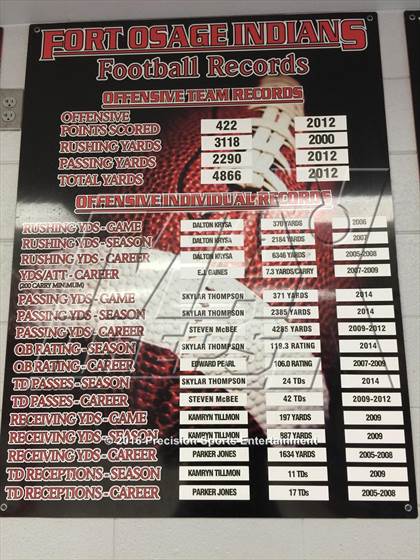 FORT OSAGE INDIANS
Football Records
OFFENSIVE TEAM RECORDS
OFFENSIVE
POINTS SCORED 422 2012
RUSHING YARDS 3118 2000
PASSING YARDS 2290 2012
TOTAL YARDS 4866 2012
OFFENSIVE INDIVIDUAL RECORDS
RUSHING YDS - GAME DALTON KRYSA 370 YARDS 2006
RUSHING YDS - SEASON DALTON KRYSA 2184 YARDS 2007
RUSHING YDS - CAREER DALTON KRYSA 6346 YARDS 2005-2008
YDS/ATT - CAREER E.J. GAINES 7.3 YARDS/CARRY 2007-2009
(200 CARRY MINIMUM)
PASSING YDS - GAME SKYLAR THOMPSON 371 YARDS 2014
PASSING YDS - SEASON SKYLAR THOMPSON 2385 YARDS 2014
PASSING YDS - CAREER STEVEN McBEE 4285 YARDS 2009-2012
QB RATING - SEASON SKYLAR THOMPSON 119.3 RATING 2014
QB RATING - CAREER EDWARD PEARL 106.0 RATING 2007-2009
TD PASSES - SEASON SKYLAR THOMPSON 24 TDs 2014
TD PASSES - CAREER STEVEN McBEE 42 TDs 2009-2012
RECEIVING YDS - GAME KAMRYN TILLMON 197 YARDS 2009
RECEIVING YDS - SEASON KAMRYN TILLMON 887 YARDS 2009
© Precision Sports Entertainment
RECEIVING YDS - CAREER PARKER JONES 1634 YARDS 2005-2008
TD RECEPTIONS - SEASON KAMRYN TILLMON 11 TDs 2009
TD RECEPTIONS - CAREER PARKER JONES 17 TDs 2005-2008